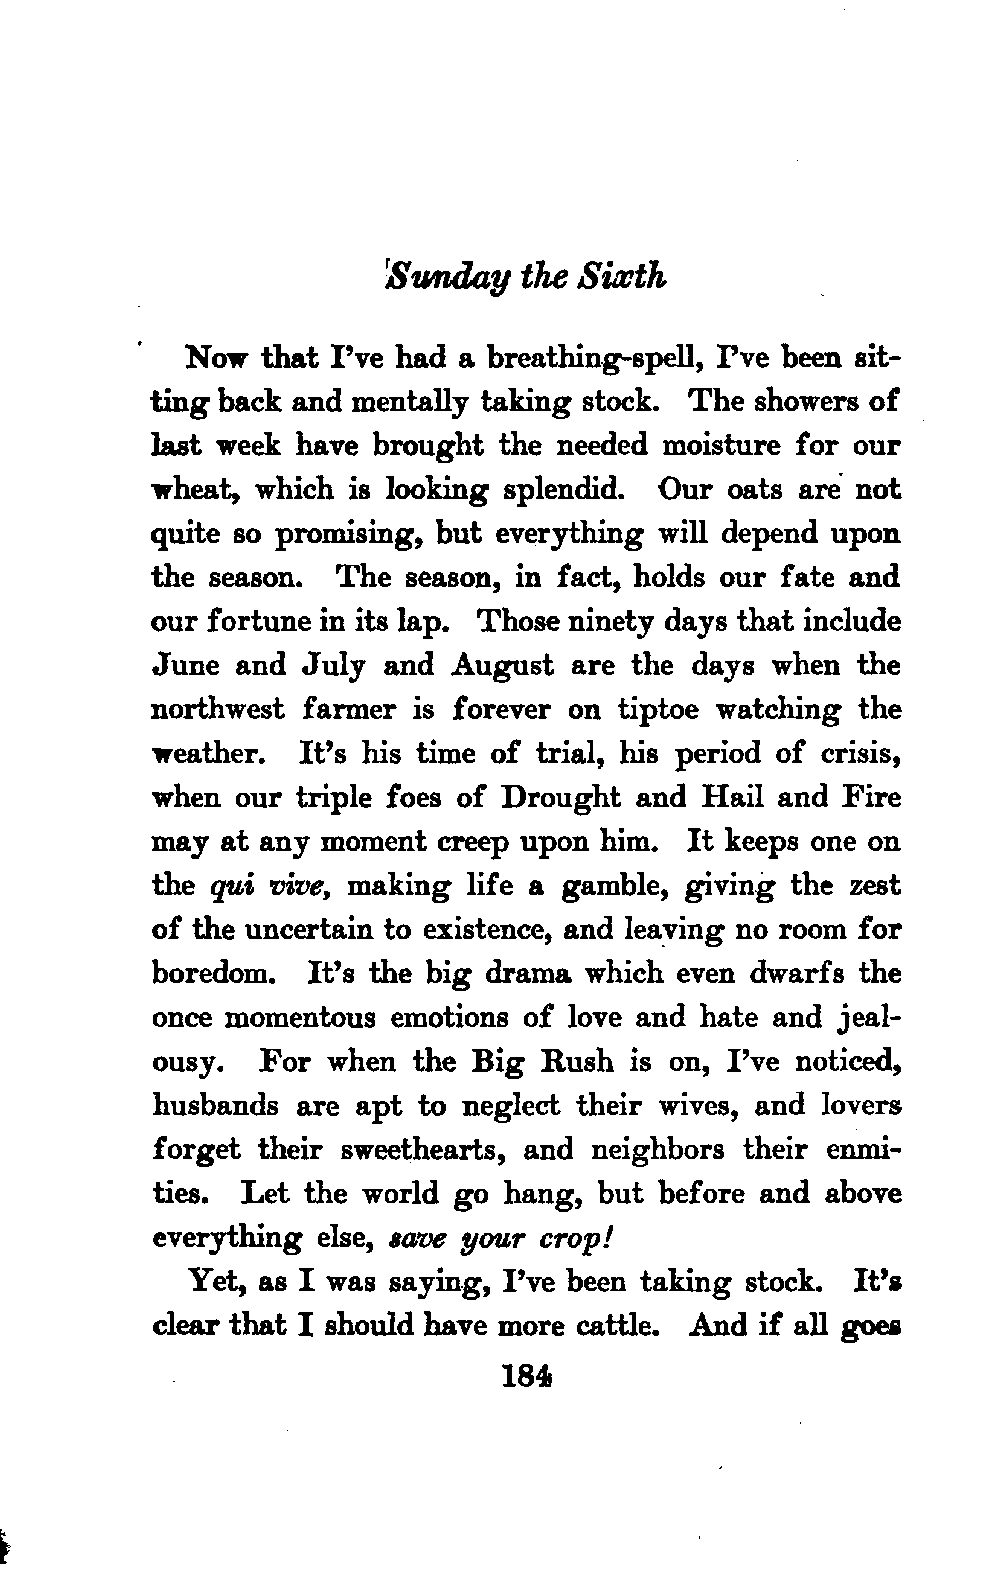 Sunday the Sixth
Now that I've had a breathing-spell, I've been sit-
ting back and mentally taking stock. The showers of
last week have brought the needed moisture for our
wheat, which is looking splendid. Our oats are not
quite so promising, but everything will depend upon
the season. The season, in fact, holds our fate and
our fortune in its lap. Those ninety days that include
June and July and August are the days when the
northwest farmer is forever on tiptoe watching the
weather. It's his time of trial, his period of crisis,
when our triple foes of Drought and Hail and Fire
may at any moment creep upon him. It keeps one on
the qui vive, making life a gamble, giving the zest
of the uncertain to existence, and leaving no room for
boredom. It's the big drama which even dwarfs the
once momentous emotions of love and hate and jeal-
ousy. For when the Big Rush is on, I've noticed,
husbands are apt to neglect their wives, and lovers
forget their sweethearts, and neighbors their enmi-
ties. Let the world go hang, but before and above
everything else, save your crop!
Yet, as I was saying, I've been taking stock. It's
clear that I should have more cattle. And if all goes
184